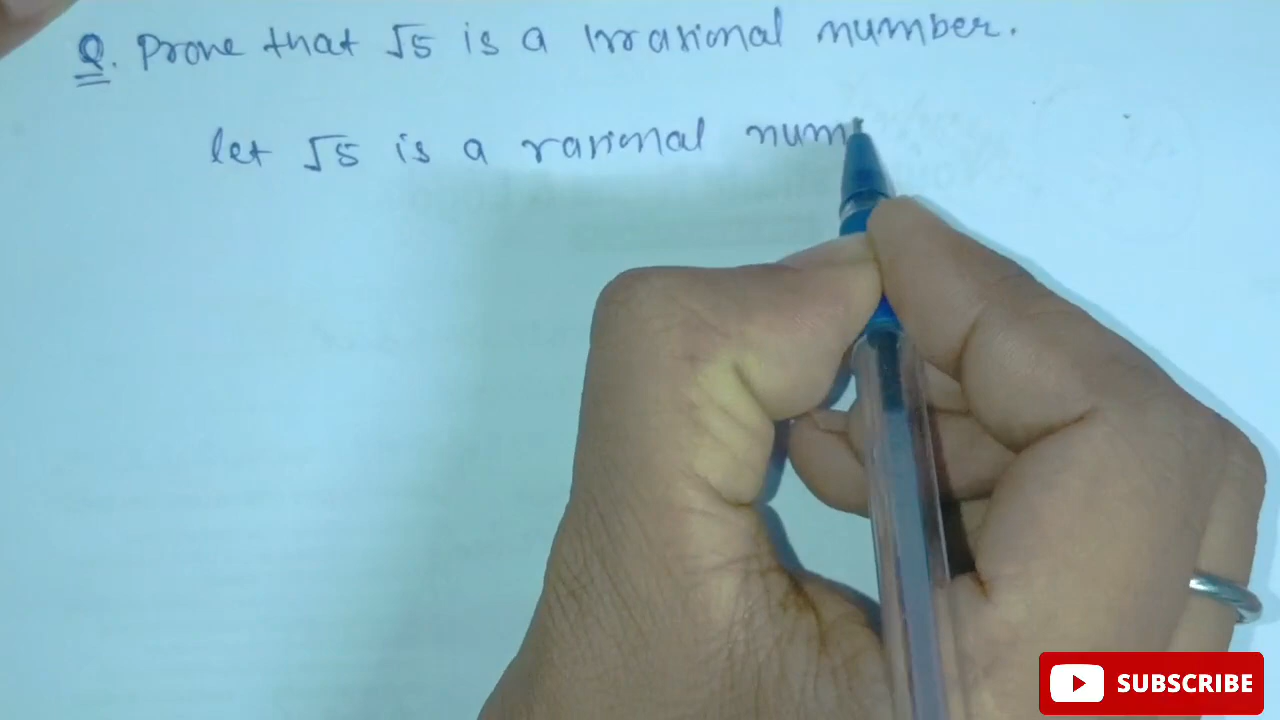 Q. Prove that √5 is a Irrational number.
let √5 is a rational num
SUBSCRIBE